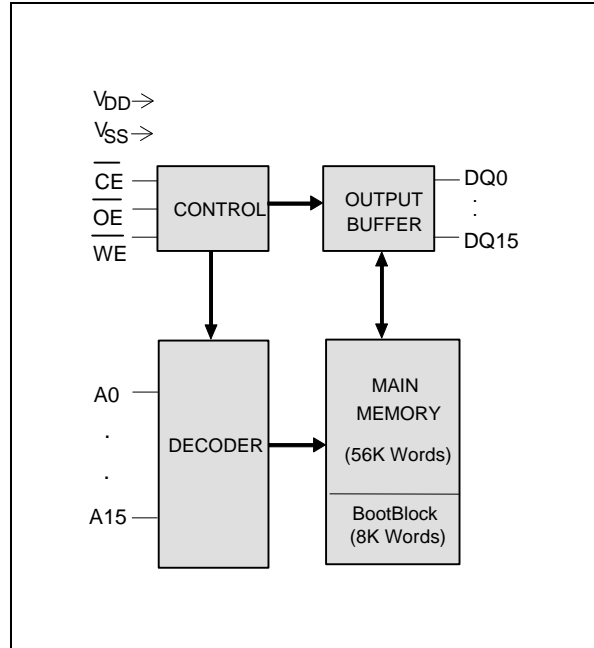 VDD
VSS
CE
OE
WE
CONTROL
OUTPUT
BUFFER
DQ0
.
.
DQ15
A0
.
.
A15
DECODER
MAIN
MEMORY
(56K Words)
BootBlock
(8K Words)